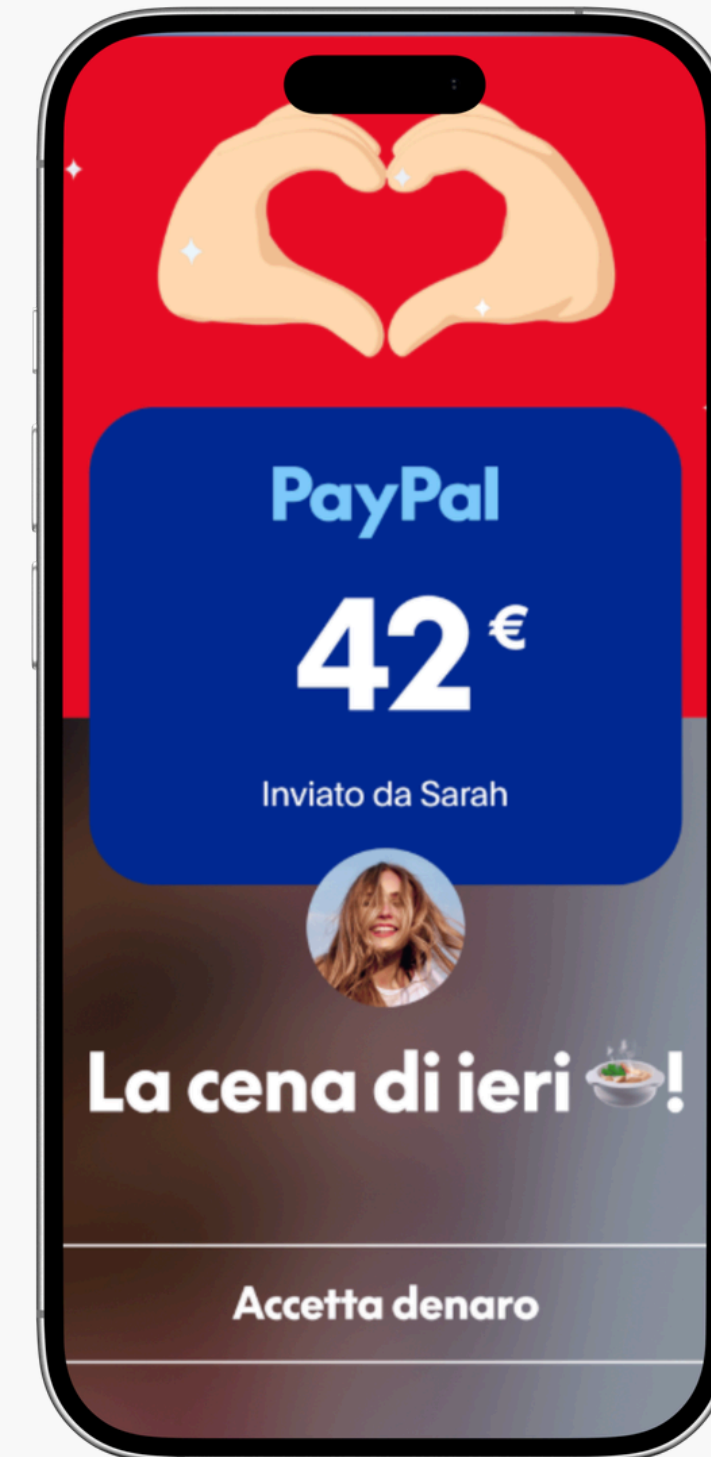 PayPal
42 €
Inviato da Sarah
La cena di ieri 🍲!
Accetta denaro